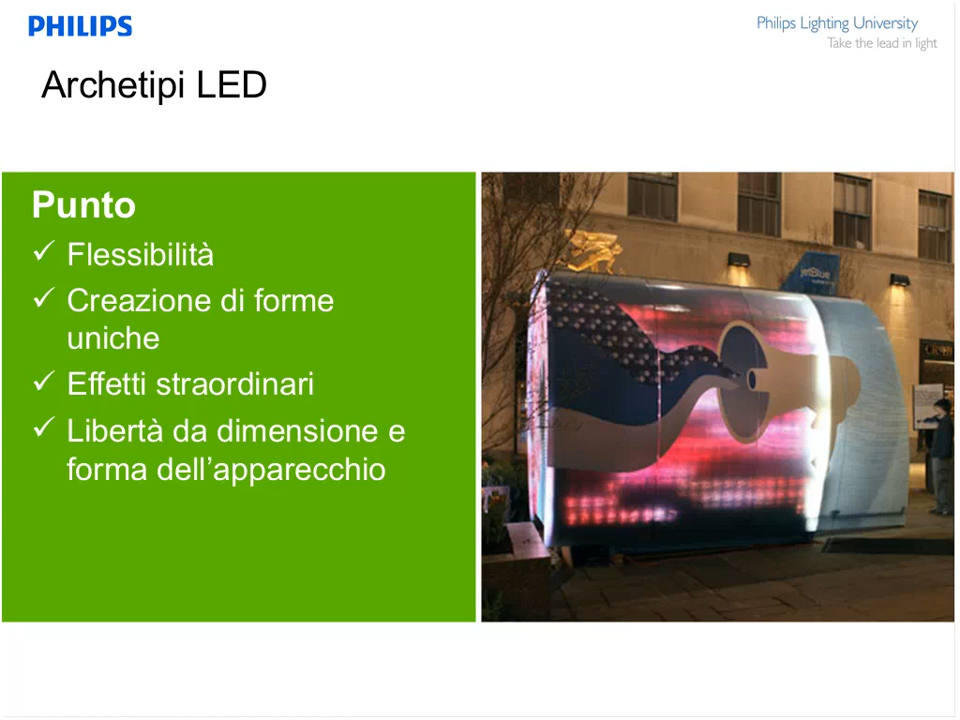 PHILIPS
Philips Lighting University
Take the lead in light
Archetipi LED
Punto
✓ Flessibilità
✓ Creazione di forme
uniche
✓ Effetti straordinari
✓ Libertà da dimensione e
forma dell’apparecchio
jetBlue